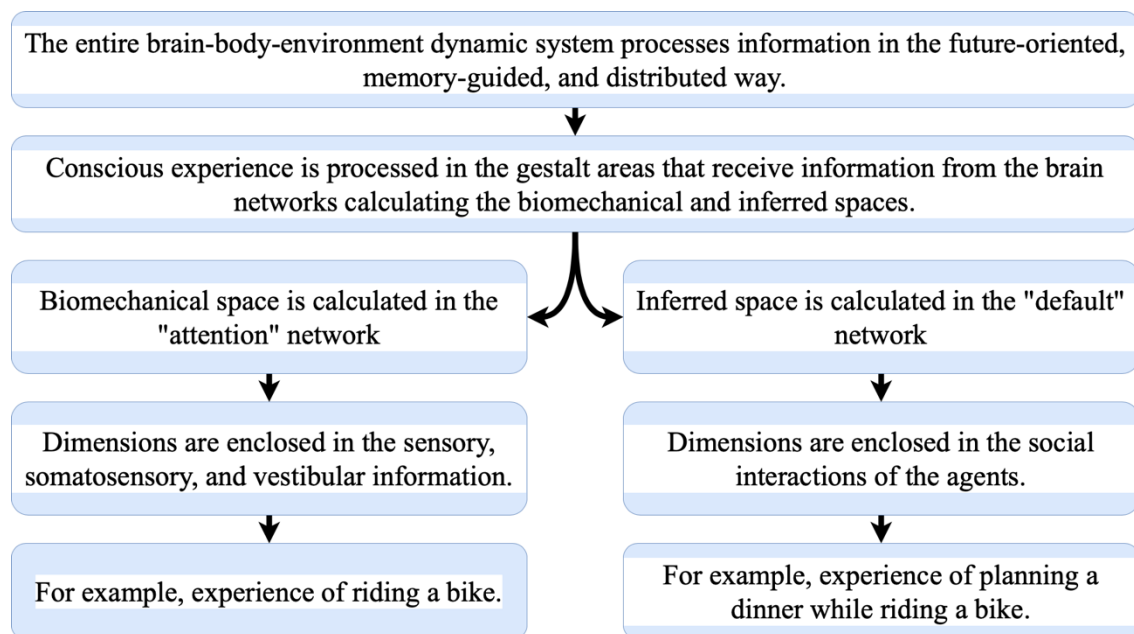 The entire brain-body-environment dynamic system processes information in the future-oriented,
memory-guided, and distributed way.
Conscious experience is processed in the gestalt areas that receive information from the brain
networks calculating the biomechanical and inferred spaces.
Biomechanical space is calculated in the
"attention" network
Inferred space is calculated in the "default"
network
Dimensions are enclosed in the sensory,
somatosensory, and vestibular information.
Dimensions are enclosed in the social
interactions of the agents.
For example, experience of riding a bike.
For example, experience of planning a
dinner while riding a bike.